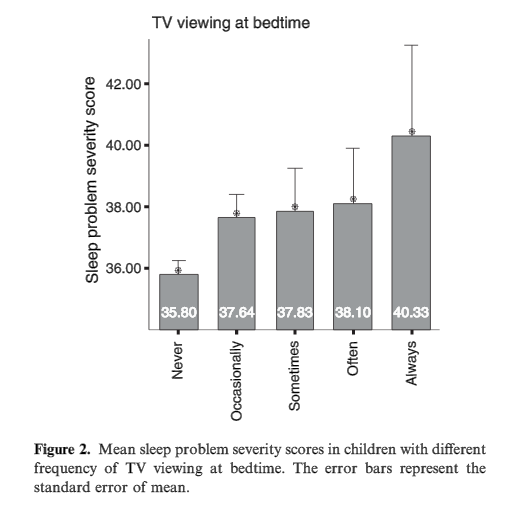 TV viewing at bedtime
Sleep problem severity score
42.00
40.00
38.00
36.00
35.80 37.64 37.83 38.10 40.33
Never
Occasionally
Sometimes
Often
Always
Figure 2. Mean sleep problem severity scores in children with different
frequency of TV viewing at bedtime. The error bars represent the
standard error of mean.